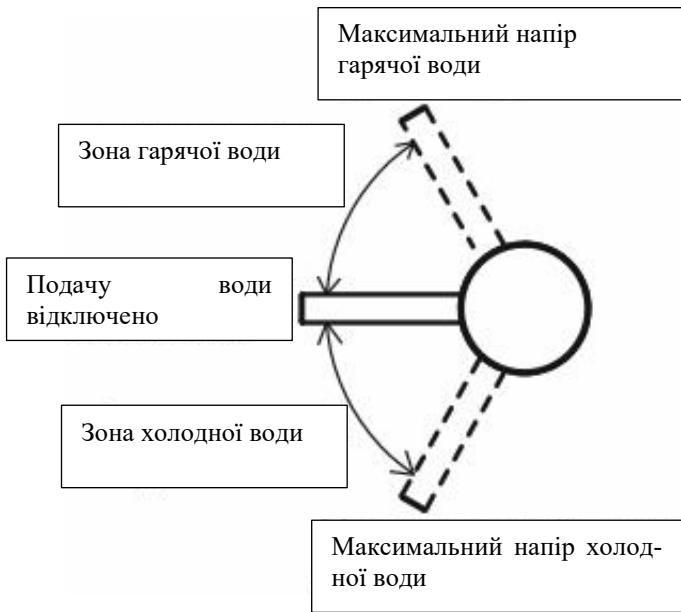 Максимальний напір
гарячої води
Зона гарячої води
Подачу води
відключено
Зона холодної води
Максимальний напір холод-
ної води